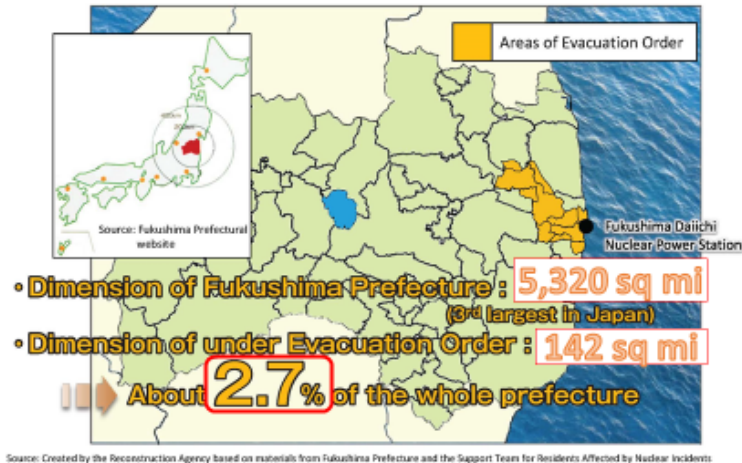 Areas of Evacuation Order
Source: Fukushima Prefectural
website
Fukushima Daiichi
Nuclear Power Station
・Dimension of Fukushima Prefecture : 5,320 sq mi
(3rd largest in Japan)
・Dimension of under Evacuation Order : 142 sq mi
About 2.7% of the whole prefecture
Source: Created by the Reconstruction Agency based on materials from Fukushima Prefecture and the Support Team for Residents Affected by Nuclear Incidents